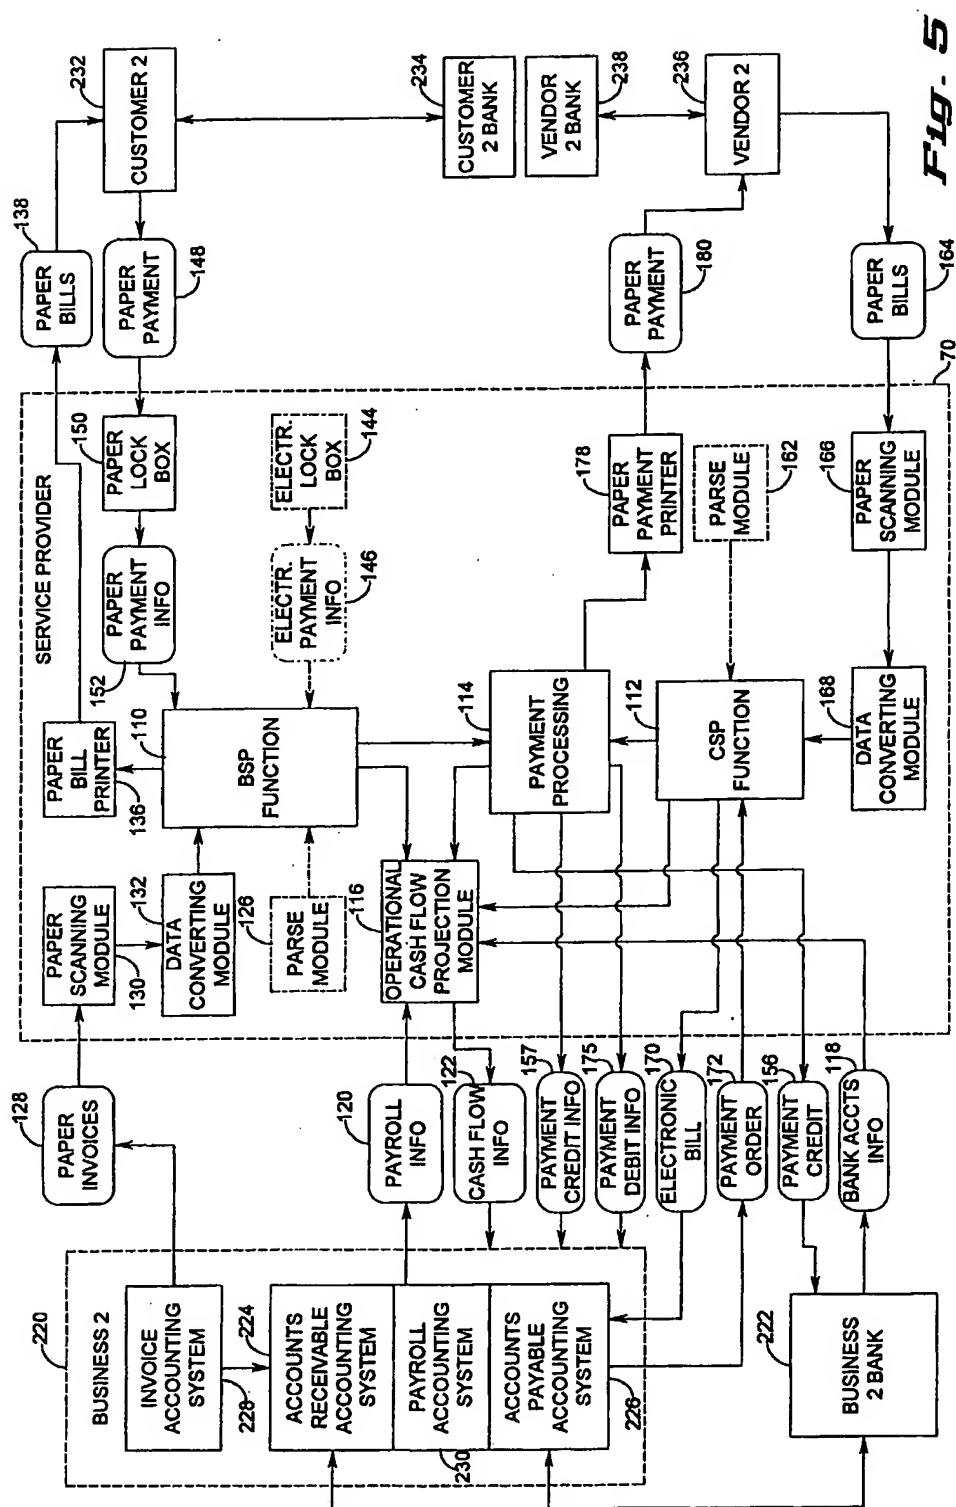 220
BUSINESS 2
INVOICE
ACCOUNTING
SYSTEM
228
224
ACCOUNTS
RECEIVABLE
ACCOUNTING
SYSTEM
PAYROLL
ACCOUNTING
SYSTEM
230
ACCOUNTS
PAYABLE
ACCOUNTING
SYSTEM
226
222
BUSINESS
2 BANK
128
PAPER
INVOICES
120
PAYROLL
INFO
122
CASH FLOW
INFO
157
PAYMENT
CREDIT INFO
175
PAYMENT
DEBIT INFO
170
ELECTRONIC
BILL
172
PAYMENT
ORDER
156
PAYMENT
CREDIT
118
BANK ACCTS
INFO
SERVICE PROVIDER
PAPER
SCANNING
MODULE
130
132
DATA
CONVERTING
MODULE
126
PARSE
MODULE
116
OPERATIONAL
CASH FLOW
PROJECTION
MODULE
PAPER
BILL
PRINTER
136
110
BSP
FUNCTION
114
PAYMENT
PROCESSING
112
CSP
FUNCTION
168
DATA
CONVERTING
MODULE
150
PAPER
LOCK
BOX
PAPER
PAYMENT
INFO
152
144
ELECTR.
LOCK
BOX
ELECTR.
PAYMENT
INFO
146
178
PAPER
PAYMENT
PRINTER
PARSE
MODULE
162
166
PAPER
SCANNING
MODULE
70
138
PAPER
BILLS
PAPER
PAYMENT
148
PAPER
PAYMENT
180
PAPER
BILLS
164
232
CUSTOMER 2
234
CUSTOMER
2 BANK
VENDOR
2 BANK
238
236
VENDOR 2
Fig. 5